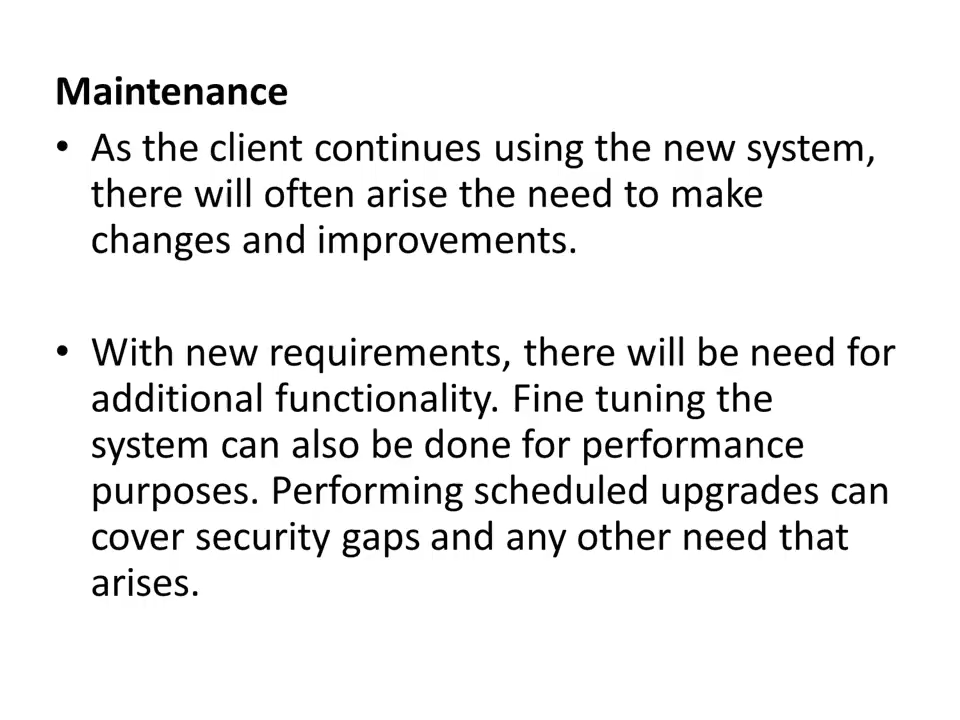 Maintenance
• As the client continues using the new system,
there will often arise the need to make
changes and improvements.
• With new requirements, there will be need for
additional functionality. Fine tuning the
system can also be done for performance
purposes. Performing scheduled upgrades can
cover security gaps and any other need that
arises.